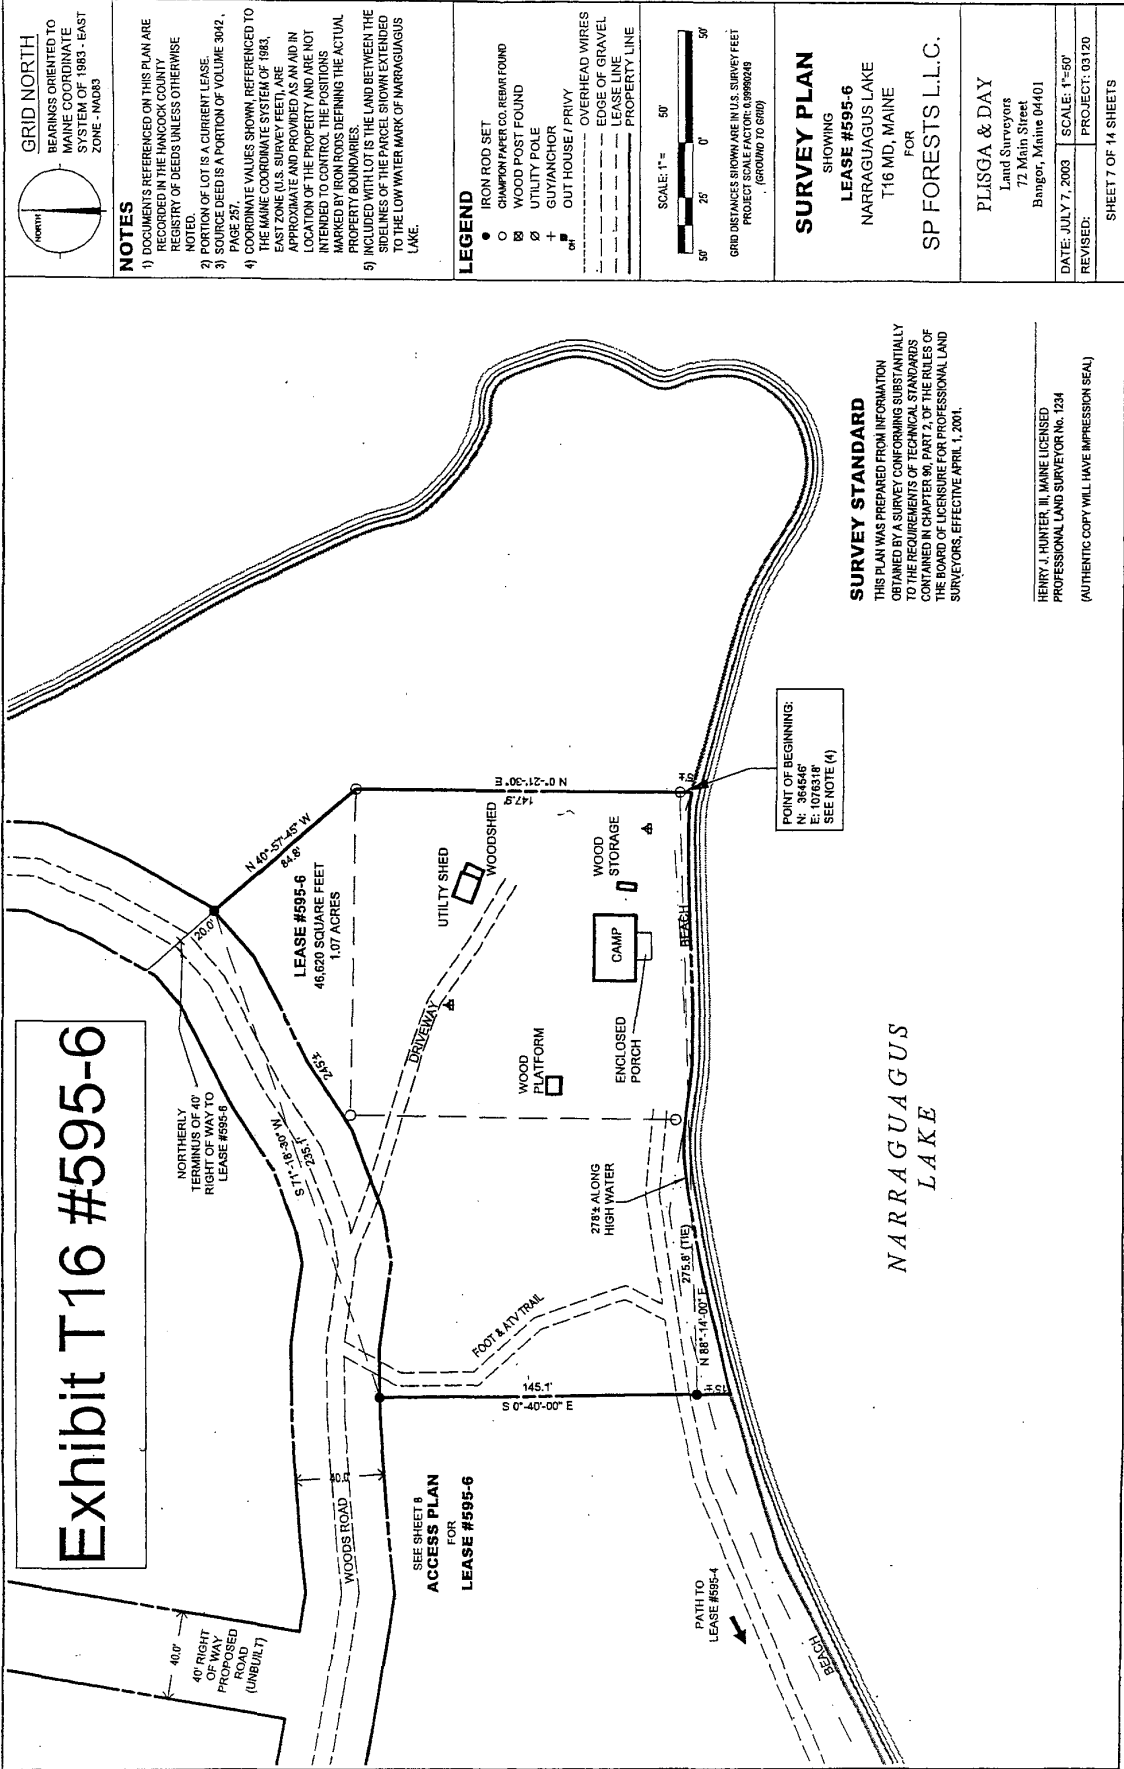 Exhibit T16 #595-6
40.0'
40' RIGHT
OF WAY
PROPOSED
ROAD
(UNBUILT)
WOODS ROAD
40.0'
SEE SHEET 8
ACCESS PLAN
FOR
LEASE #595-6
NORTHERLY
TERMINUS OF 40'
RIGHT OF WAY TO
LEASE #595-6
20.0'
S 71°-18'-30" W
235.1'
245'±
N 40°-57'-45" W
84.8'
LEASE #595-6
46,620 SQUARE FEET
1.07 ACRES
DRIVEWAY
UTILITY SHED
WOODSHED
N 0°-21'-30" E
147.9'
WOOD
PLATFORM
WOOD
STORAGE
CAMP
ENCLOSED
PORCH
FOOT & ATV TRAIL
145.1'
S 0°-40'-00" E
15'±
278'± ALONG
HIGH WATER
275.8' (TIE)
N 88°-14'-00" E
BEACH
5'±
POINT OF BEGINNING:
N: 364546'
E: 1076318'
SEE NOTE (4)
PATH TO
LEASE #595-4
BEACH
NARRAGUAGUS
LAKE
SURVEY STANDARD
THIS PLAN WAS PREPARED FROM INFORMATION
OBTAINED BY A SURVEY CONFORMING SUBSTANTIALLY
TO THE REQUIREMENTS OF TECHNICAL STANDARDS
CONTAINED IN CHAPTER 90, PART 2, OF THE RULES OF
THE BOARD OF LICENSURE FOR PROFESSIONAL LAND
SURVEYORS, EFFECTIVE APRIL 1, 2001.
HENRY J. HUNTER, III, MAINE LICENSED
PROFESSIONAL LAND SURVEYOR No. 1234
(AUTHENTIC COPY WILL HAVE IMPRESSION SEAL)
NORTH
GRID NORTH
BEARINGS ORIENTED TO
MAINE COORDINATE
SYSTEM OF 1983 - EAST
ZONE - NAD83
NOTES
1) DOCUMENTS REFERENCED ON THIS PLAN ARE
RECORDED IN THE HANCOCK COUNTY
REGISTRY OF DEEDS UNLESS OTHERWISE
NOTED.
2) PORTION OF LOT IS A CURRENT LEASE.
3) SOURCE DEED IS A PORTION OF VOLUME 3042,
PAGE 257.
4) COORDINATE VALUES SHOWN, REFERENCED TO
THE MAINE COORDINATE SYSTEM OF 1983,
EAST ZONE (U.S. SURVEY FEET), ARE
APPROXIMATE AND PROVIDED AS AN AID IN
LOCATION OF THE PROPERTY AND ARE NOT
INTENDED TO CONTROL THE POSITIONS
MARKED BY IRON RODS DEFINING THE ACTUAL
PROPERTY BOUNDARIES.
5) INCLUDED WITH LOT IS THE LAND BETWEEN THE
SIDELINES OF THE PARCEL SHOWN EXTENDED
TO THE LOW WATER MARK OF NARRAGUAGUS
LAKE.
LEGEND
IRON ROD SET
CHAMPION PAPER CO. REBAR FOUND
WOOD POST FOUND
UTILITY POLE
GUY/ANCHOR
OH OUT HOUSE / PRIVY
OVERHEAD WIRES
EDGE OF GRAVEL
LEASE LINE
PROPERTY LINE
SCALE: 1" = 50'
50' 25' 0' 50'
GRID DISTANCES SHOWN ARE IN U.S. SURVEY FEET
PROJECT SCALE FACTOR: 0.99990249
(GROUND TO GRID)
SURVEY PLAN
SHOWING
LEASE #595-6
NARRAGUAGUS LAKE
T16 MD, MAINE
FOR
SP FORESTS L.L.C.
PLISGA & DAY
Land Surveyors
72 Main Street
Bangor, Maine 04401
DATE: JULY 7, 2003 SCALE: 1"=50'
REVISED: PROJECT: 03120
SHEET 7 OF 14 SHEETS